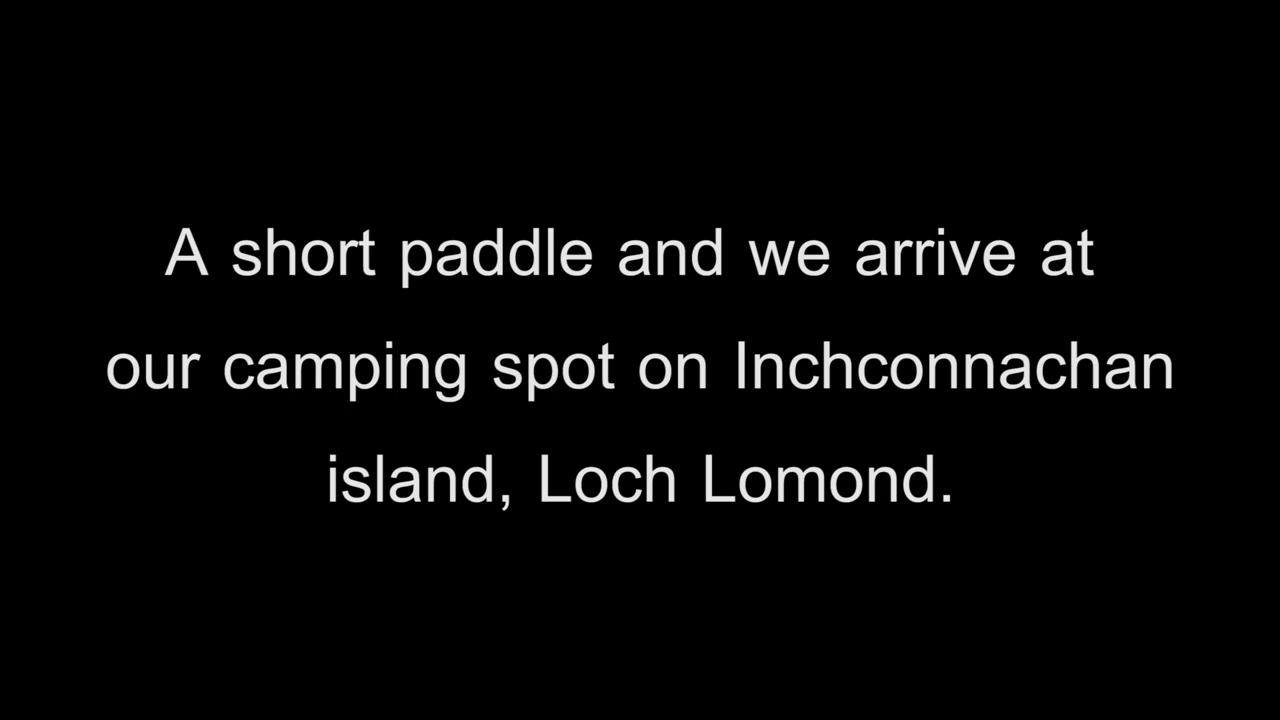 A short paddle and we arrive at
our camping spot on Inchconnachan
island, Loch Lomond.